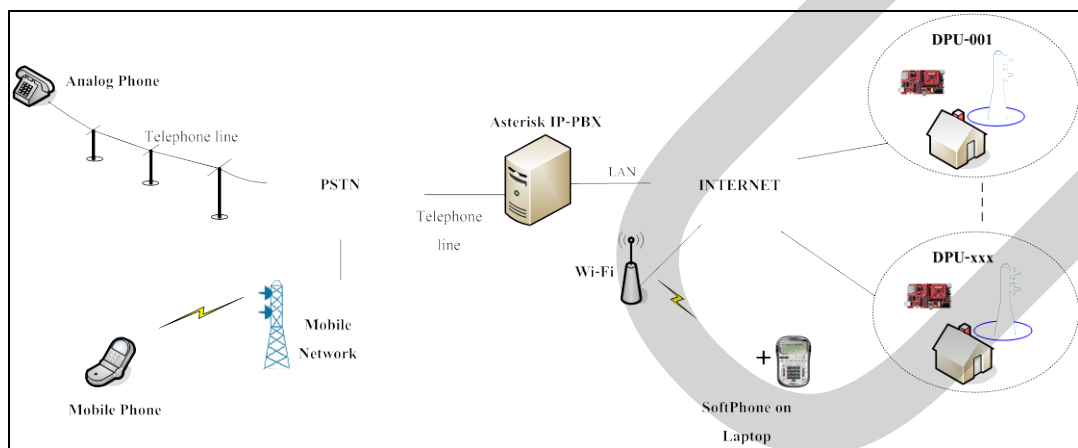 DPU-001
Analog Phone
Telephone line
Asterisk IP-PBX
PSTN
LAN
INTERNET
Telephone
line
Wi-Fi
DPU-xxx
Mobile
Network
+
Mobile Phone
SoftPhone on
Laptop